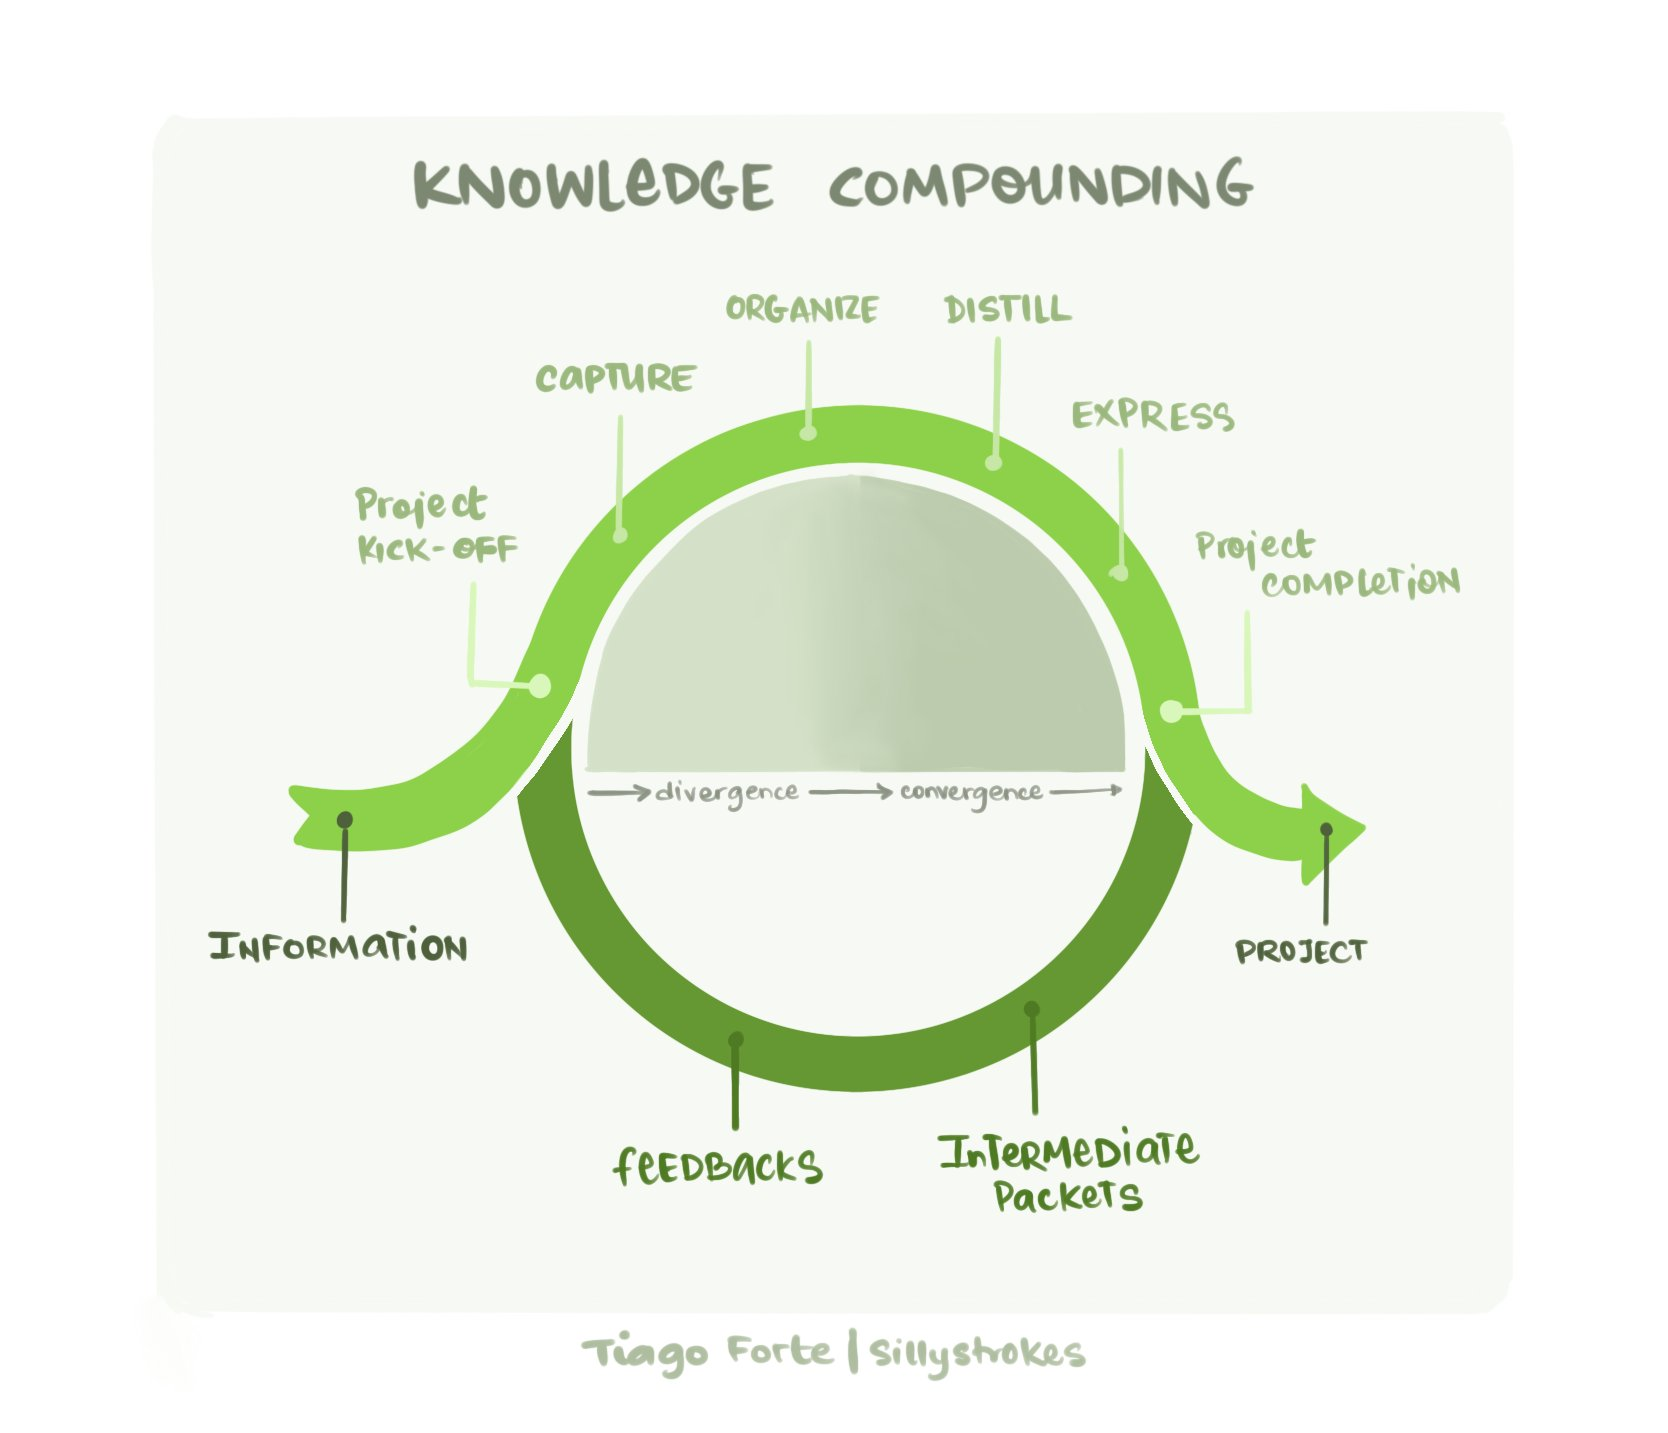 KNOWLEDGE COMPOUNDING
ORGANIZE
DISTILL
CAPTURE
EXPRESS
Project
KICK-OFF
Project
COMPLETION
divergence
convergence
INFORMATION
PROJECT
FEEDBACKS
INTERMEDIATE
PACKETS
Tiago Forte | sillystrokes